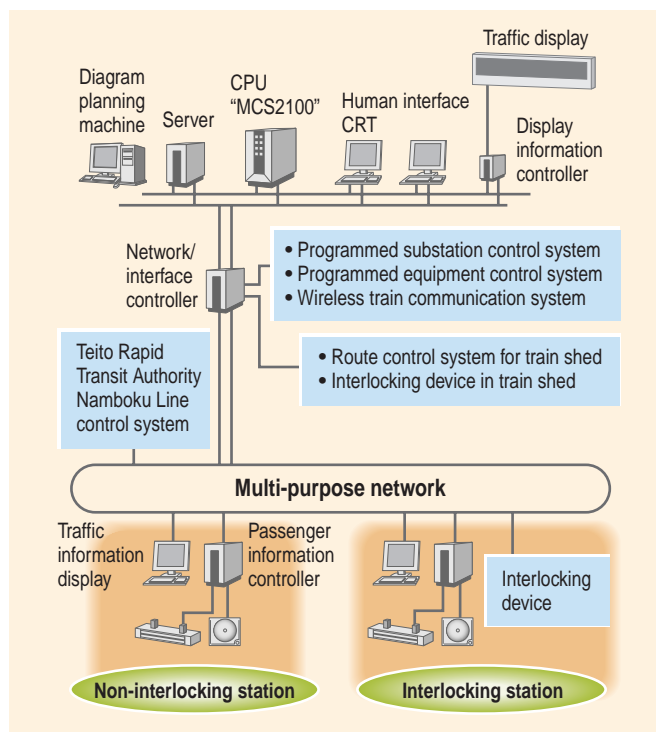 Traffic display
Diagram
planning
machine
Server
CPU
“MCS2100”
Human interface
CRT
Display
information
controller
Network/
interface
controller
• Programmed substation control system
• Programmed equipment control system
• Wireless train communication system
• Route control system for train shed
• Interlocking device in train shed
Teito Rapid
Transit Authority
Namboku Line
control system
Multi-purpose network
Traffic
information
display
Passenger
information
controller
Interlocking
device
Non-interlocking station
Interlocking station